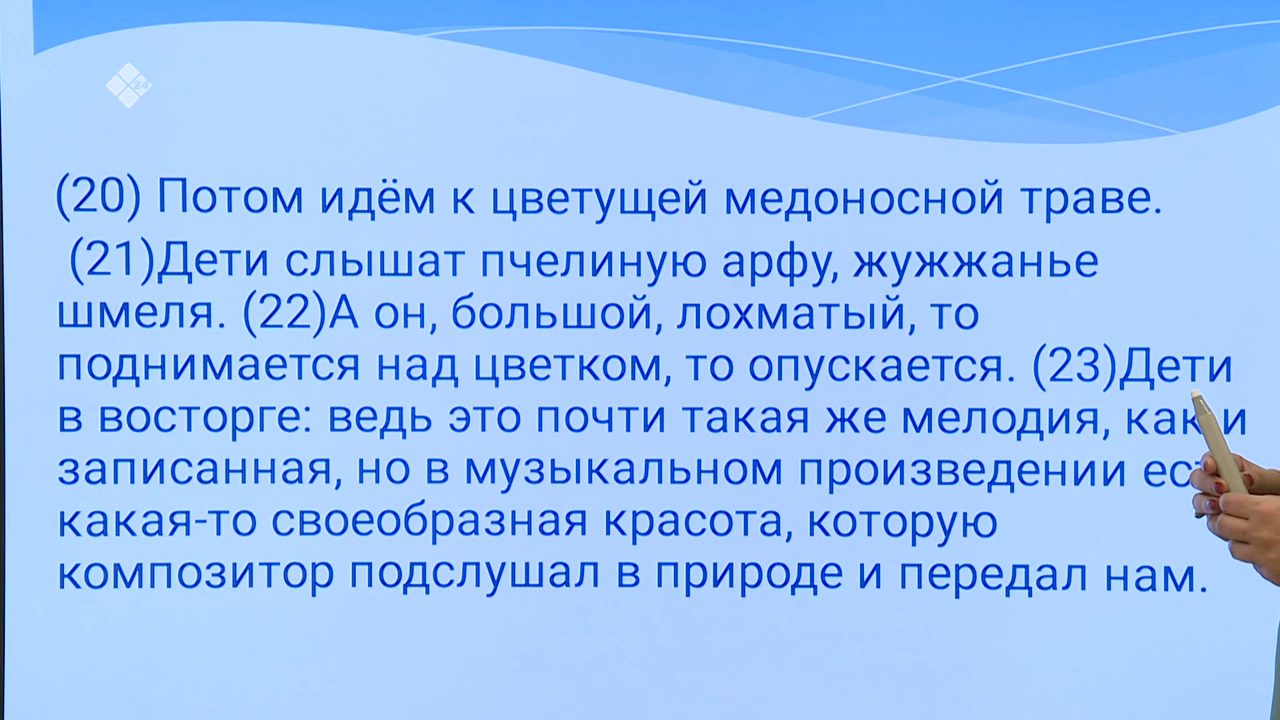 24
(20) Потом идём к цветущей медоносной траве.
(21)Дети слышат пчелиную арфу, жужжанье
шмеля. (22)А он, большой, лохматый, то
поднимается над цветком, то опускается. (23)Дети
в восторге: ведь это почти такая же мелодия, как и
записанная, но в музыкальном произведении
какая-то своеобразная красота, которую
композитор подслушал в природе и передал нам.